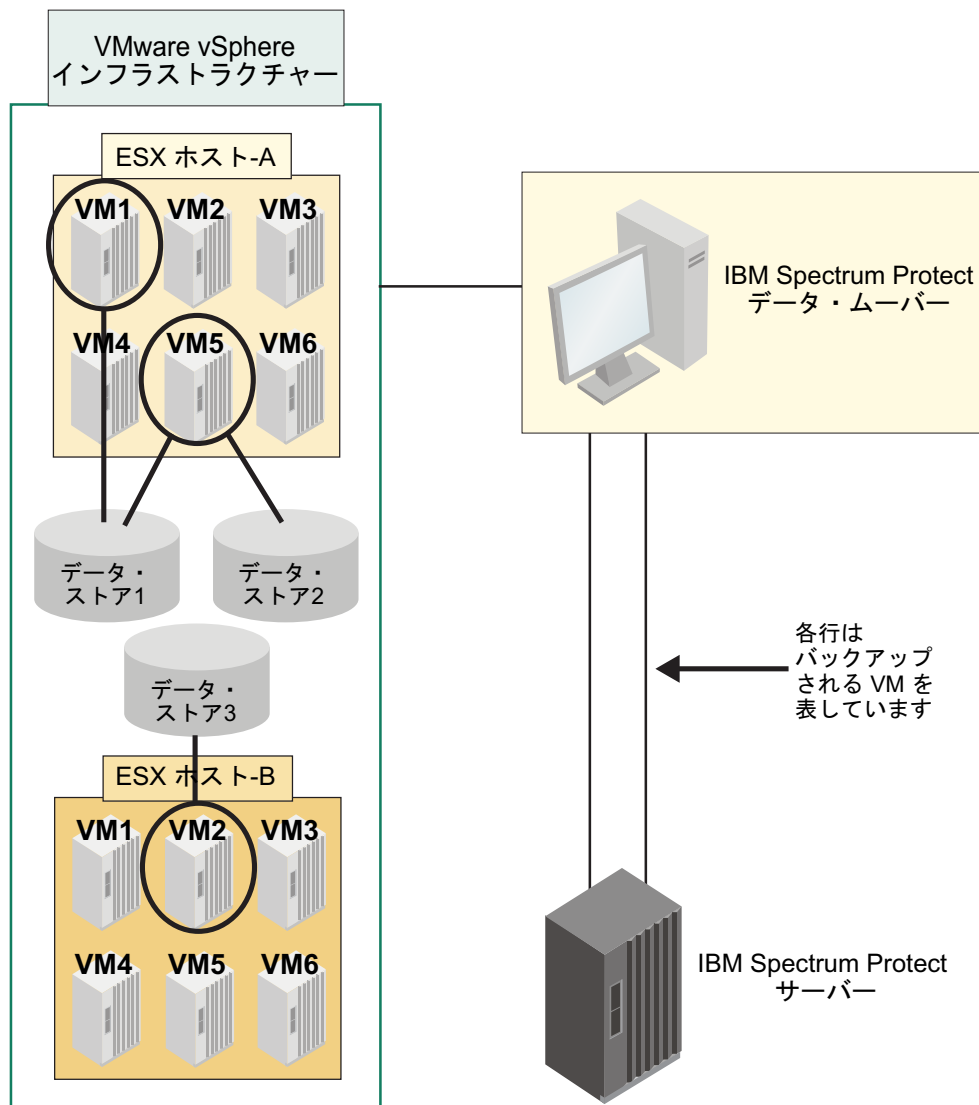 VMware vSphere
インフラストラクチャー
ESX ホスト-A
VM1
VM2
VM3
VM4
VM5
VM6
データ・
ストア1
データ・
ストア2
データ・
ストア3
ESX ホスト-B
VM1
VM2
VM3
VM4
VM5
VM6
IBM Spectrum Protect
データ・ムーバー
各行は
バックアップ
される VM を
表しています
IBM Spectrum Protect
サーバー